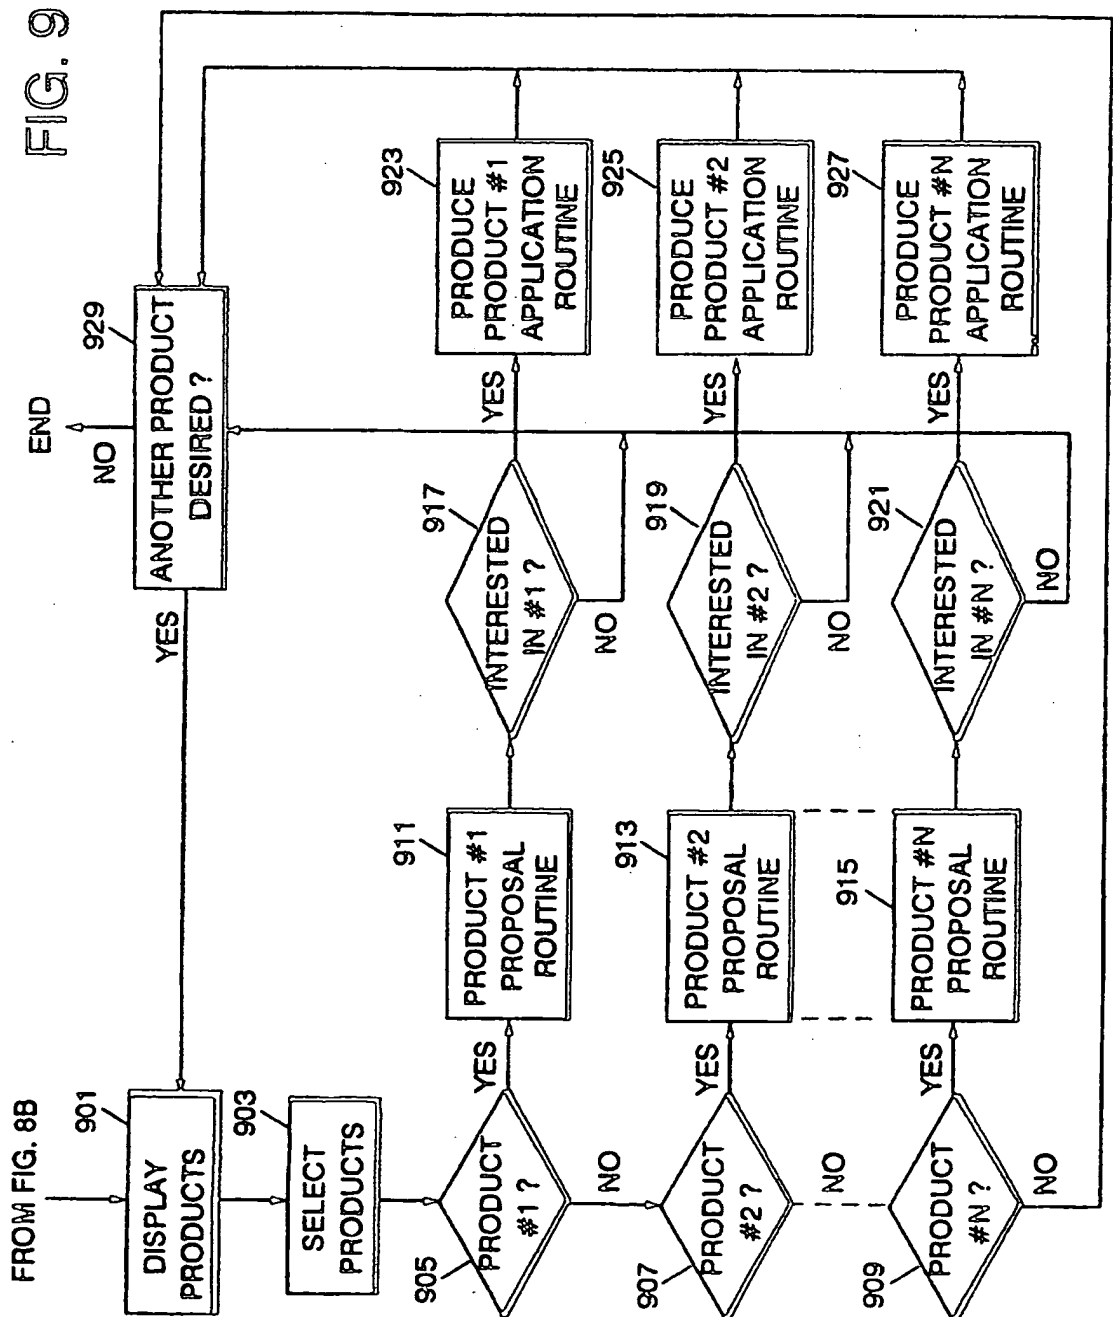 FIG. 9
FROM FIG. 8B
901
DISPLAY
PRODUCTS
903
SELECT
PRODUCTS
905
PRODUCT
#1 ?
YES
NO
911
PRODUCT #1
PROPOSAL
ROUTINE
917
INTERESTED
IN #1 ?
YES
NO
923
PRODUCE
PRODUCT #1
APPLICATION
ROUTINE
907
PRODUCT
#2 ?
YES
NO
913
PRODUCT #2
PROPOSAL
ROUTINE
919
INTERESTED
IN #2 ?
YES
NO
925
PRODUCE
PRODUCT #2
APPLICATION
ROUTINE
909
PRODUCT
#N ?
YES
NO
915
PRODUCT #N
PROPOSAL
ROUTINE
921
INTERESTED
IN #N ?
YES
NO
927
PRODUCE
PRODUCT #N
APPLICATION
ROUTINE
929
ANOTHER PRODUCT
DESIRED ?
YES
NO
END